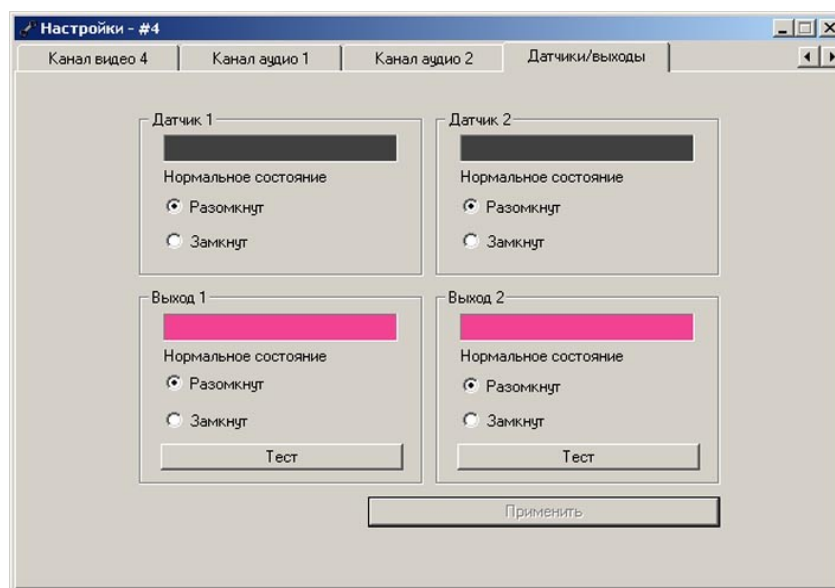 Настройки - #4
Канал видео 4 Канал аудио 1 Канал аудио 2 Датчики/выходы
Датчик 1 Датчик 2
Нормальное состояние Нормальное состояние
Разомкнут Разомкнут
Замкнут Замкнут
Выход 1 Выход 2
Нормальное состояние Нормальное состояние
Разомкнут Разомкнут
Замкнут Замкнут
Тест Тест
Применить